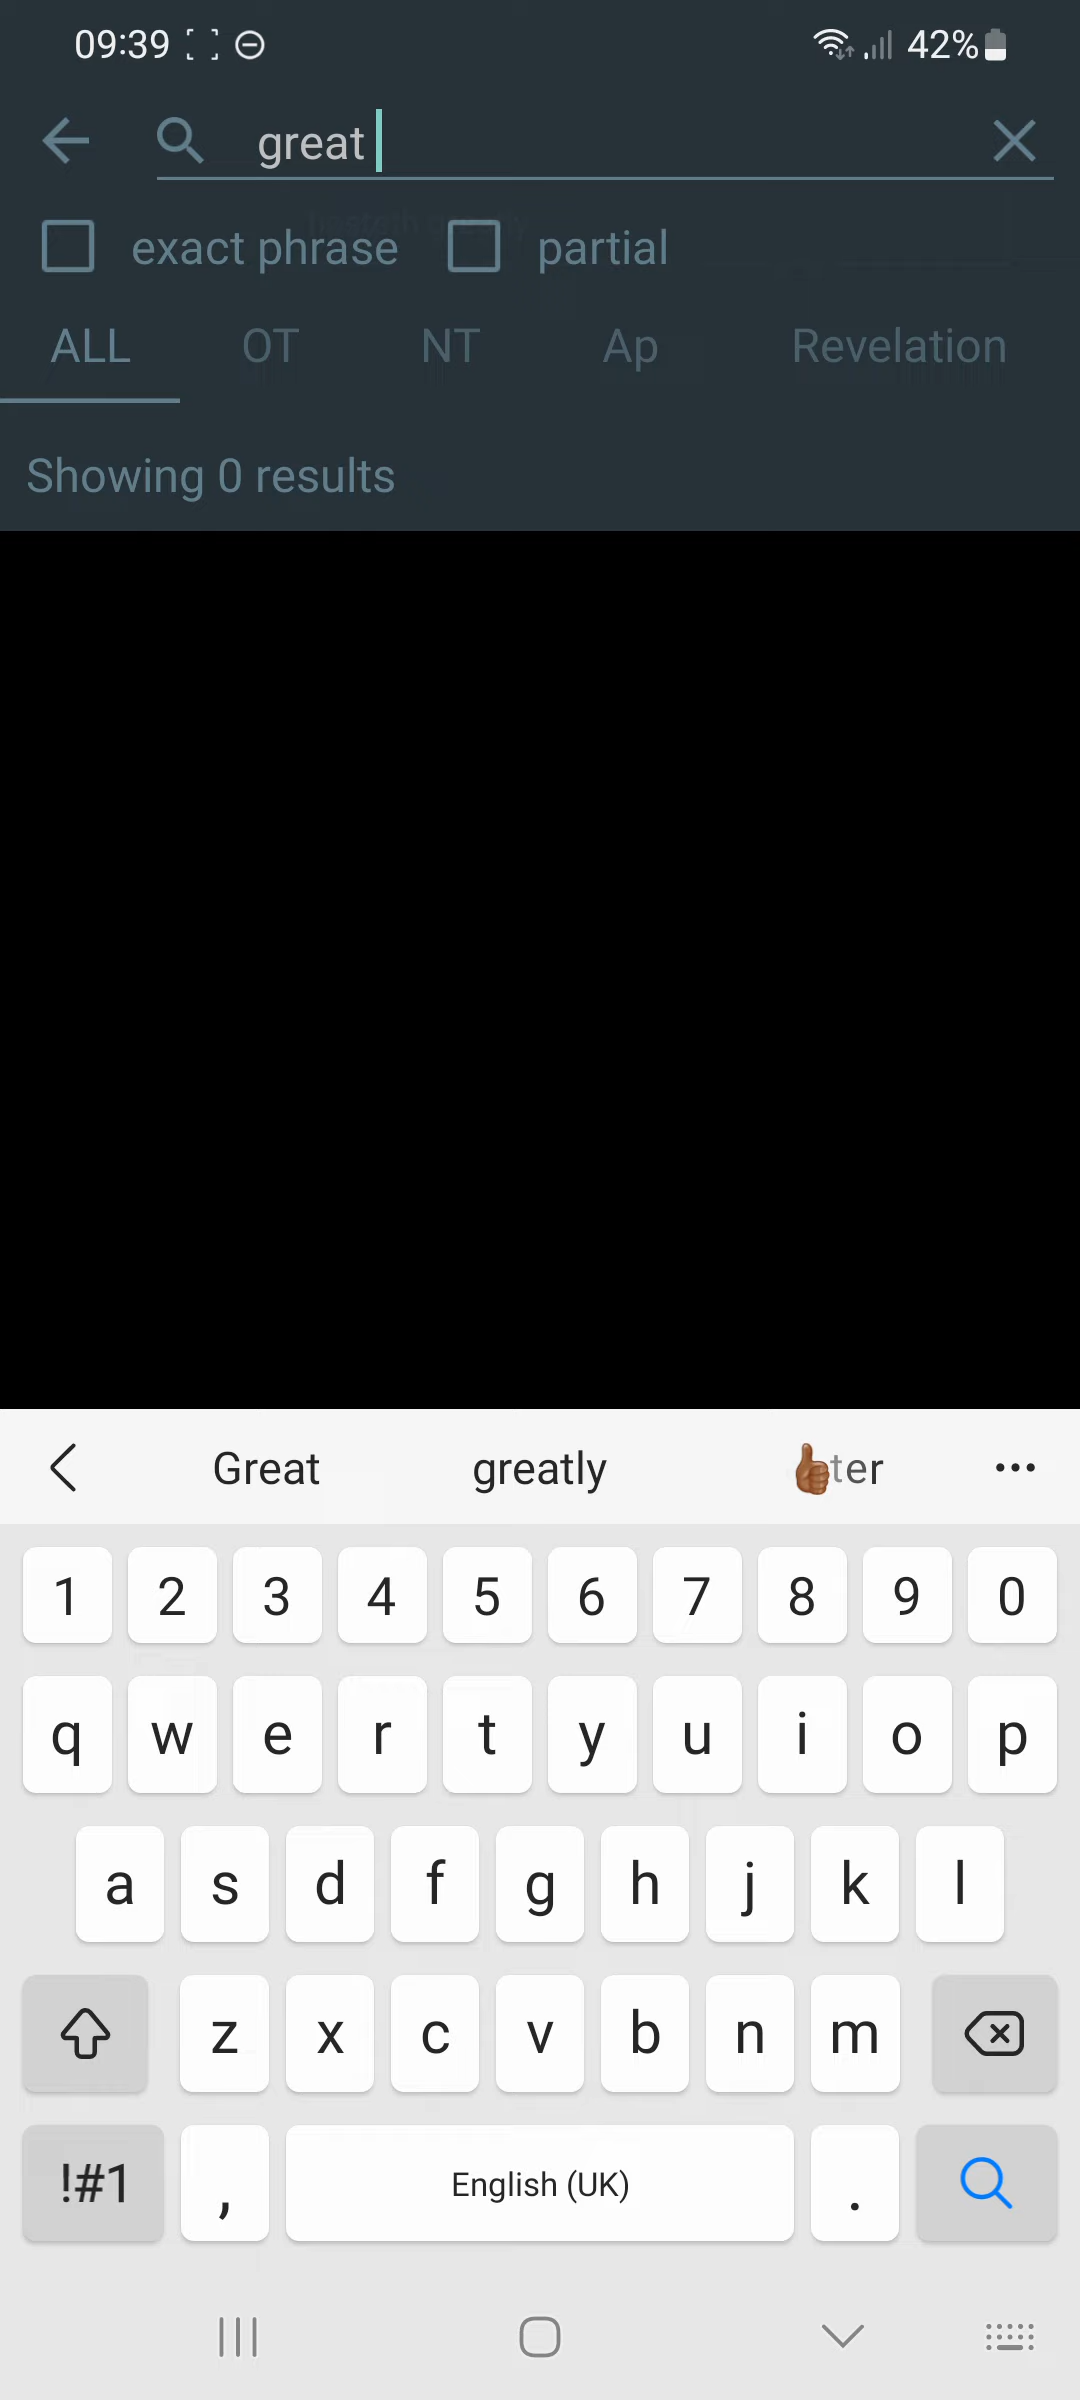 09:39 42%
great
exact phrase partial
ALL OT NT Ap Revelation
Showing 0 results
Great greatly ter
1 2 3 4 5 6 7 8 9 0
q w e r t y u i o p
a s d f g h j k l
z x c v b n m
!#1 , English (UK) .